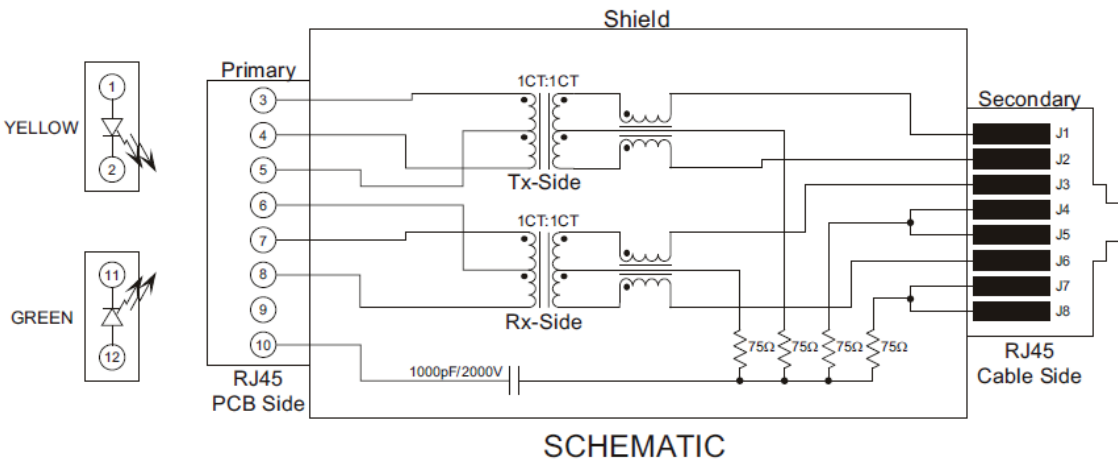 Shield
Primary
1CT:1CT
Secondary
1
3
J1
YELLOW
4
J2
2
5
Tx-Side
J3
6
J4
1CT:1CT
7
J5
11
8
J6
GREEN
9
Rx-Side
J7
12
10
J8
75Ω 75Ω 75Ω 75Ω
1000pF/2000V
RJ45
PCB Side
RJ45
Cable Side
SCHEMATIC